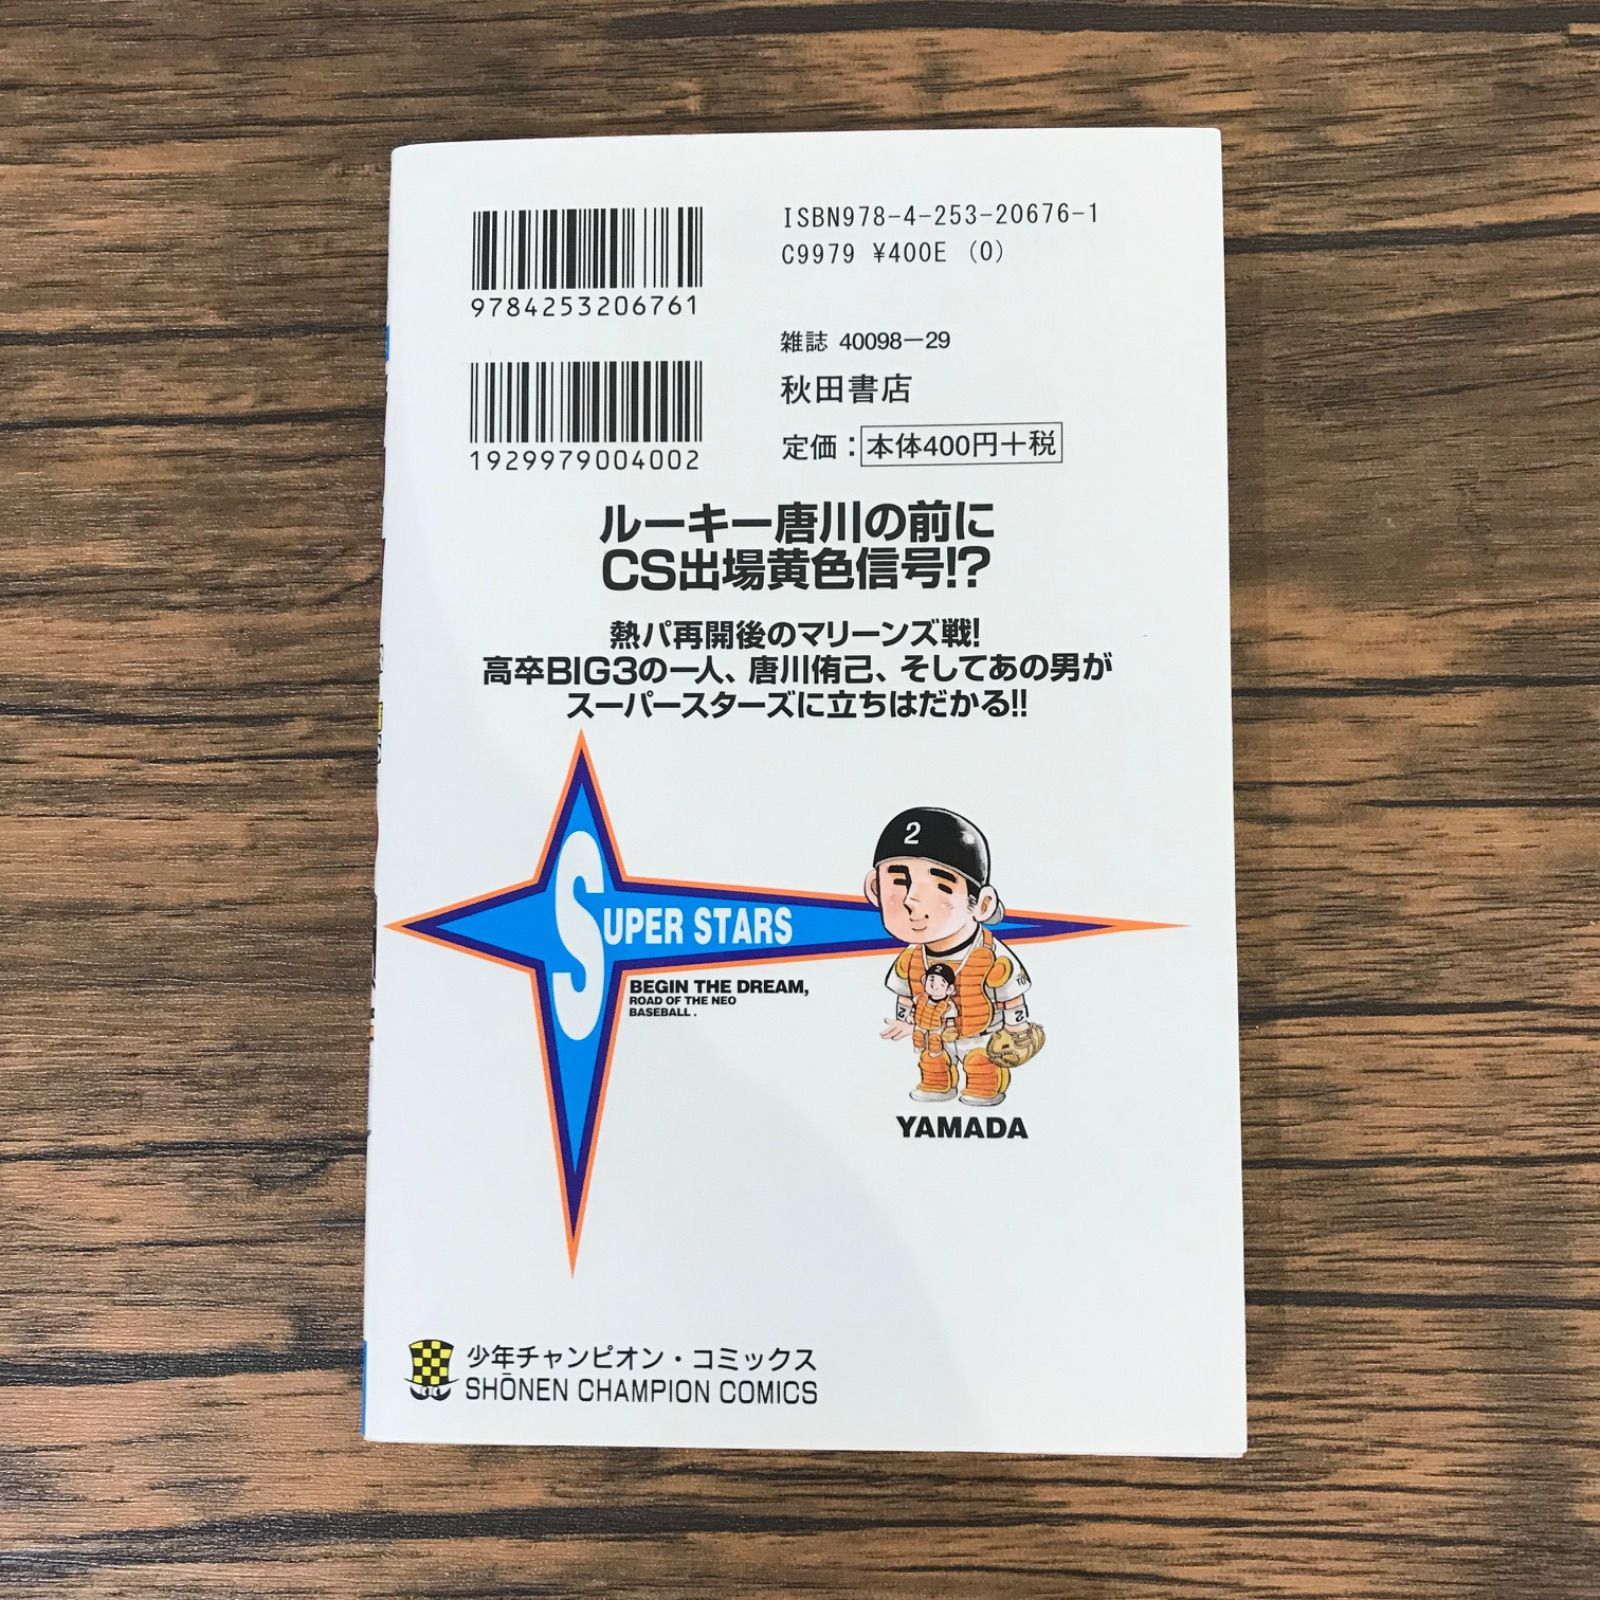 9784253206761
ISBN978-4-253-20676-1
C9979 ¥400E (0)
雑誌 40098-29
秋田書店
1929979004002
定価：本体400円+税
ルーキー唐川の前に
CS出場黄色信号!?
熱パ再開後のマリーンズ戦!
高卒BIG3の一人、唐川侑己、そしてあの男が
スーパースターズに立ちはだかる!!
2
SUPER STARS
BEGIN THE DREAM,
ROAD OF THE NEO
BASEBALL.
2
2
2
YAMADA
少年チャンピオン・コミックス
SHŌNEN CHAMPION COMICS